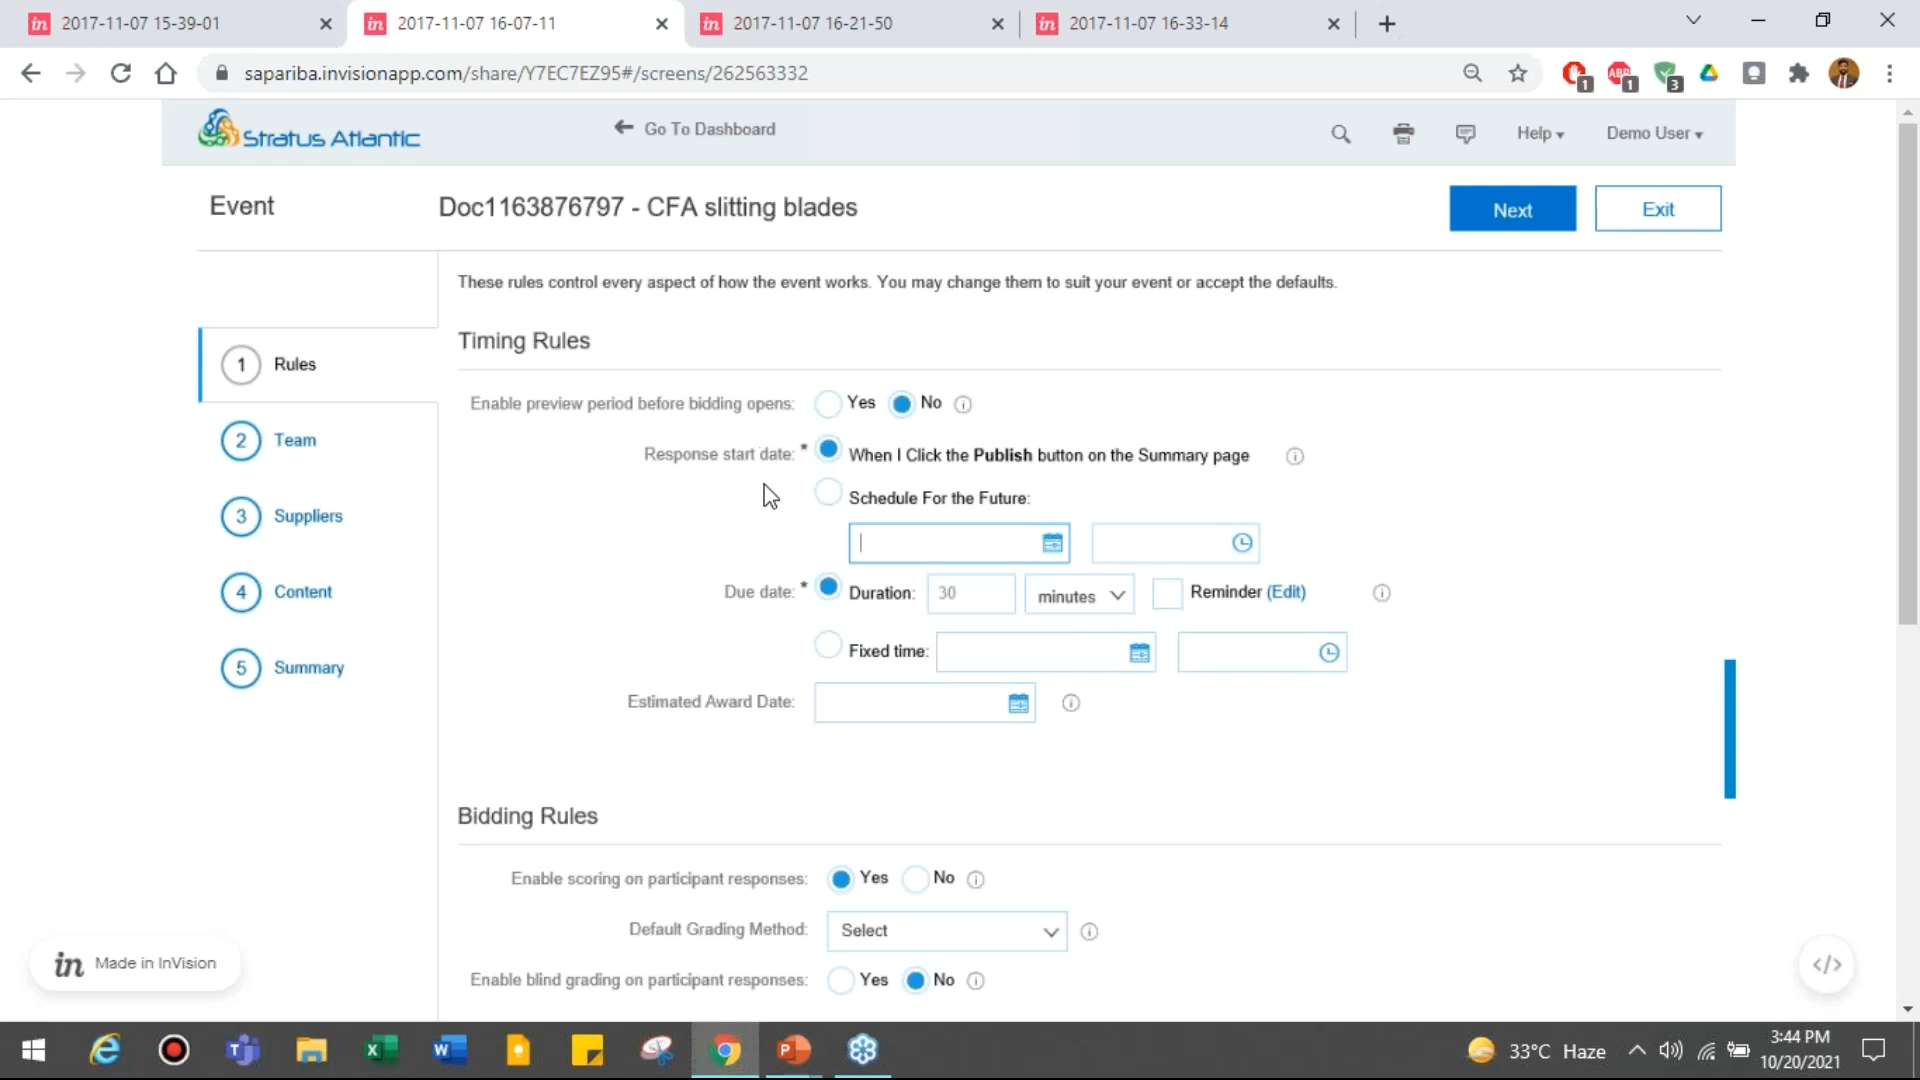 2017-11-07 15-39-01
2017-11-07 16-07-11
2017-11-07 16-21-50
2017-11-07 16-33-14
sapariba.invisionapp.com/share/Y7EC7EZ95#/screens/262563332
1
ABP
1
3
Stratus Atlantic
Go To Dashboard
Help
Demo User
Event
Doc1163876797 - CFA slitting blades
Next
Exit
These rules control every aspect of how the event works. You may change them to suit your event or accept the defaults.
Timing Rules
1 Rules
Enable preview period before bidding opens: Yes No
2 Team
Response start date: * When I Click the Publish button on the Summary page
Schedule For the Future:
3 Suppliers
4 Content
Due date: * Duration: 30 minutes Reminder (Edit)
Fixed time:
5 Summary
Estimated Award Date:
Bidding Rules
Enable scoring on participant responses: Yes No
Default Grading Method: Select
Enable blind grading on participant responses: Yes No
in Made in InVision
33°C Haze
3:44 PM
10/20/2021